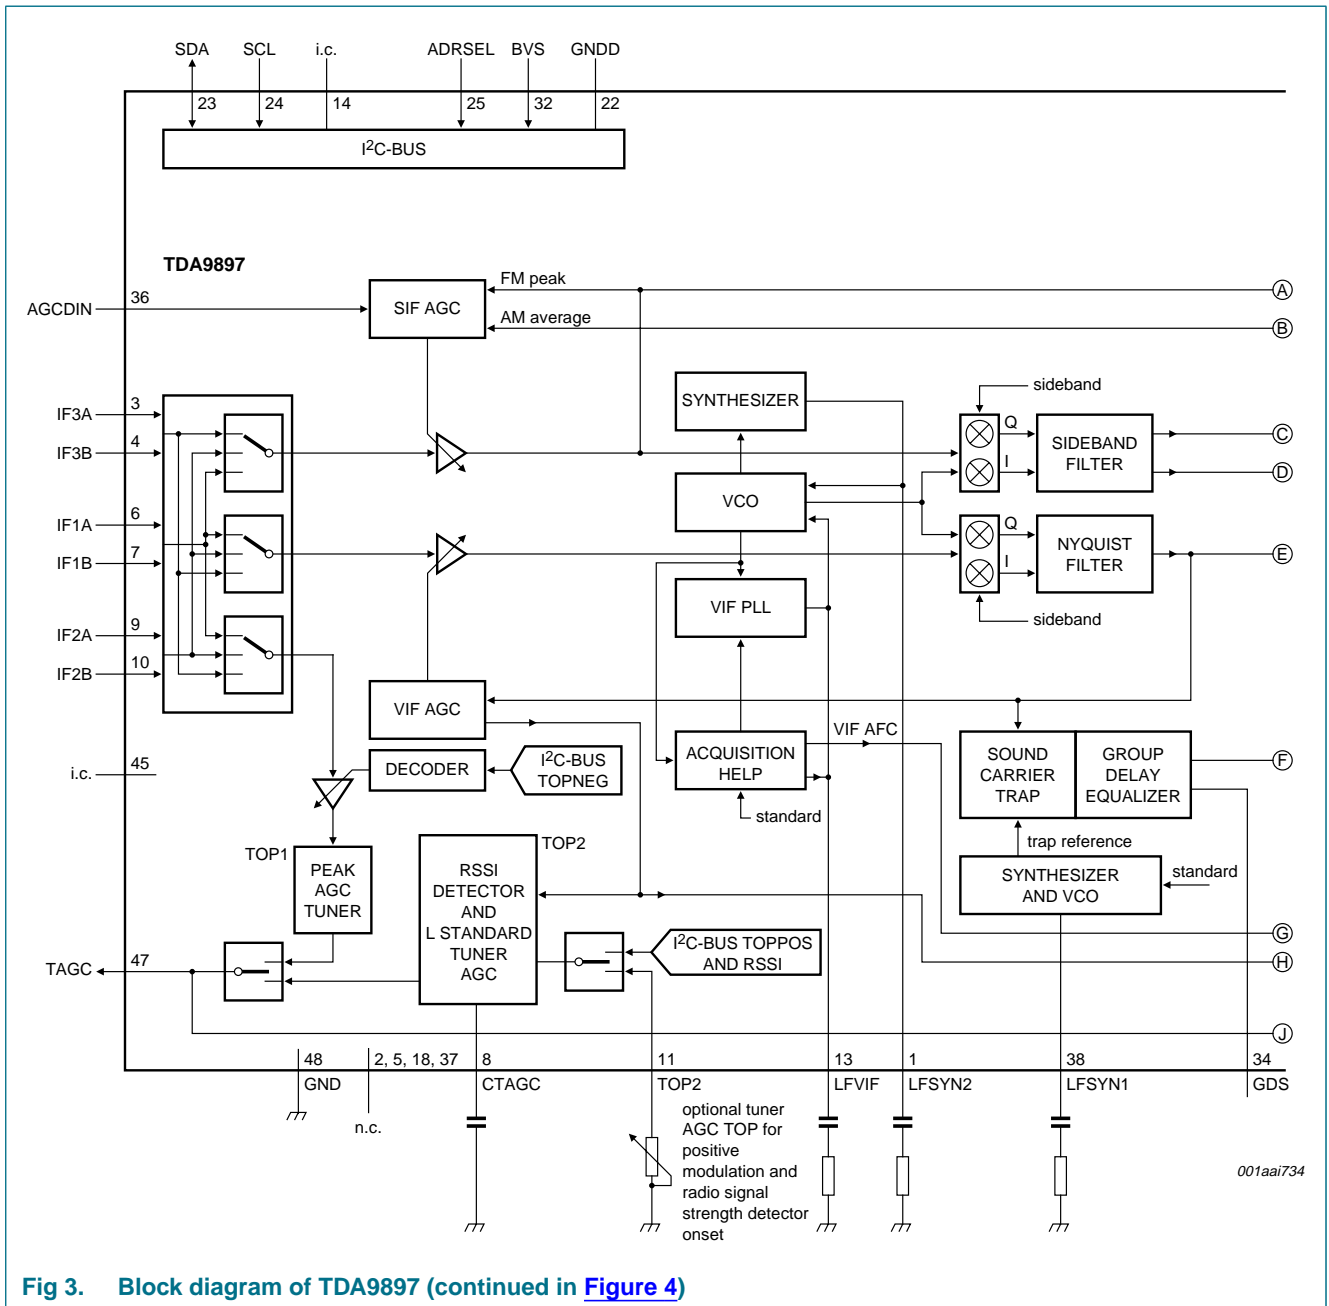 SDA SCL i.c. ADRSEL BVS GNDD
23 24 14 25 32 22
I²C-BUS
TDA9897
AGCDIN 36
SIF AGC
FM peak A
AM average B
IF3A 3
IF3B 4
IF1A 6
IF1B 7
IF2A 9
IF2B 10
SYNTHESIZER
VCO
VIF PLL
sideband
Q
I
SIDEBAND
FILTER
C
D
Q
I
NYQUIST
FILTER
E
sideband
VIF AGC
DECODER
I²C-BUS
TOPNEG
i.c. 45
ACQUISITION
HELP
VIF AFC
standard
SOUND
CARRIER
TRAP
GROUP
DELAY
EQUALIZER
F
trap reference
SYNTHESIZER
AND VCO
standard
TOP1
PEAK
AGC
TUNER
TOP2
RSSI
DETECTOR
AND
L STANDARD
TUNER
AGC
I²C-BUS TOPPOS
AND RSSI
G
H
TAGC 47
J
48 2, 5, 18, 37 8 11 13 1 38 34
GND CTAGC TOP2 LFVIF LFSYN2 LFSYN1 GDS
n.c.
optional tuner
AGC TOP for
positive
modulation and
radio signal
strength detector
onset
001aai734
Fig 3. Block diagram of TDA9897 (continued in Figure 4)